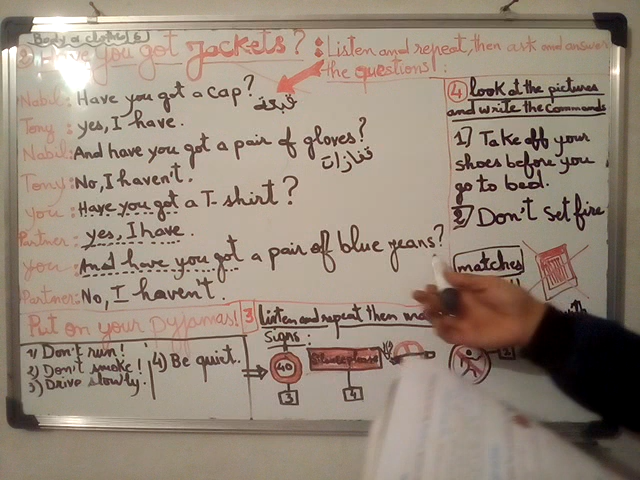 Body & clothes 6
2) Have you got Jackets? : Listen and repeat, then ask and answer
the questions!:
Nabil: Have you got a cap?
قبعة
Tony: yes, I have.
Nabil: And have you got a pair of gloves?
قفازات
Tony: No, I haven't.
you: Have you got a T-shirt?
Partner: yes, I have.
you: And have you got a pair of blue jeans?
Partner: No, I haven't.
4 look at the pictures
and write the commands
1) Take off your
shoes before you
go to bed.
2) Don't set fire
matches
Put on your pyjamas!
1) Don't run!
2) Don't smoke!
3) Drive slowly.
4) Be quiet.
3 Listen and repeat then
Signs:
40
Silence please
3
4
2